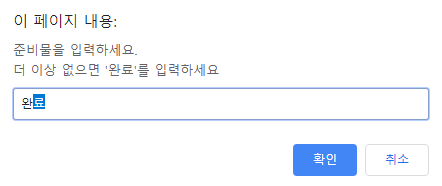 이 페이지 내용:
준비물을 입력하세요.
더 이상 없으면 '완료'를 입력하세요
완료
확인 취소